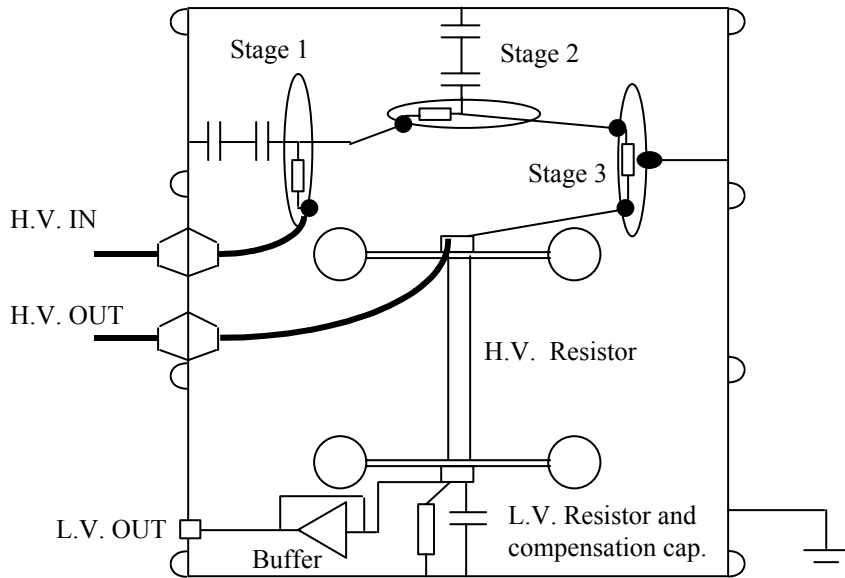 Stage 1
Stage 2
Stage 3
H.V. IN
H.V. OUT
H.V. Resistor
L.V. OUT
Buffer
L.V. Resistor and
compensation cap.